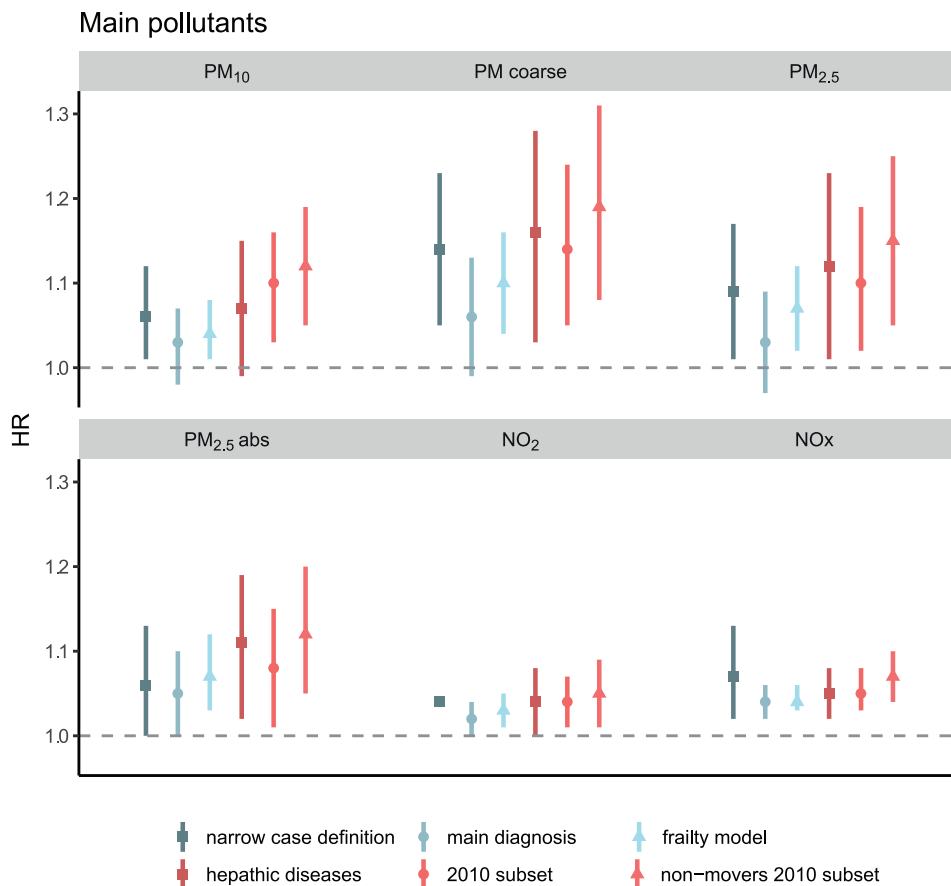 Main pollutants
PM₁₀ PM coarse PM₂.₅
1.3
1.2
1.1
1.0
HR
PM₂.₅ abs NO₂ NOx
1.3
1.2
1.1
1.0
narrow case definition main diagnosis frailty model
hepathic diseases 2010 subset non−movers 2010 subset